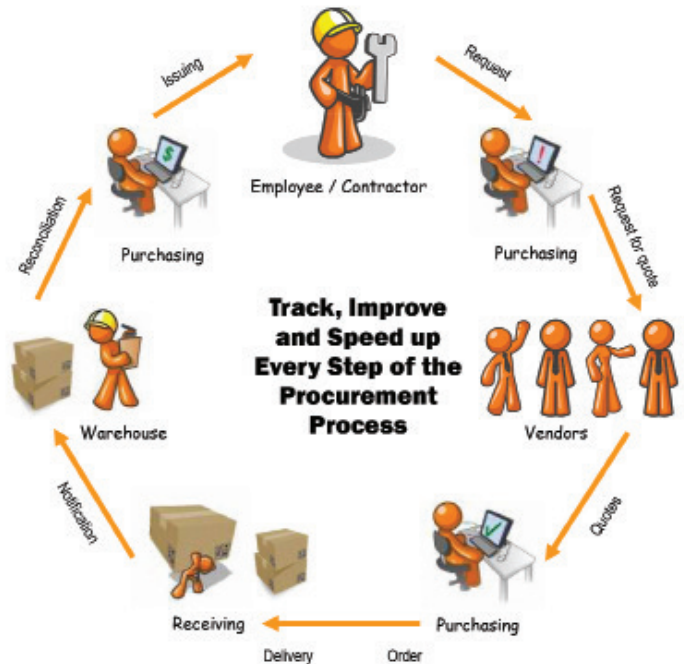 Issuing
Request
Employee / Contractor
Reconciliation
Purchasing
$
!
Purchasing
Request for quote
Track, Improve
and Speed up
Every Step of the
Procurement
Process
Warehouse
Vendors
Notification
Quotes
Receiving
Purchasing
Delivery
Order